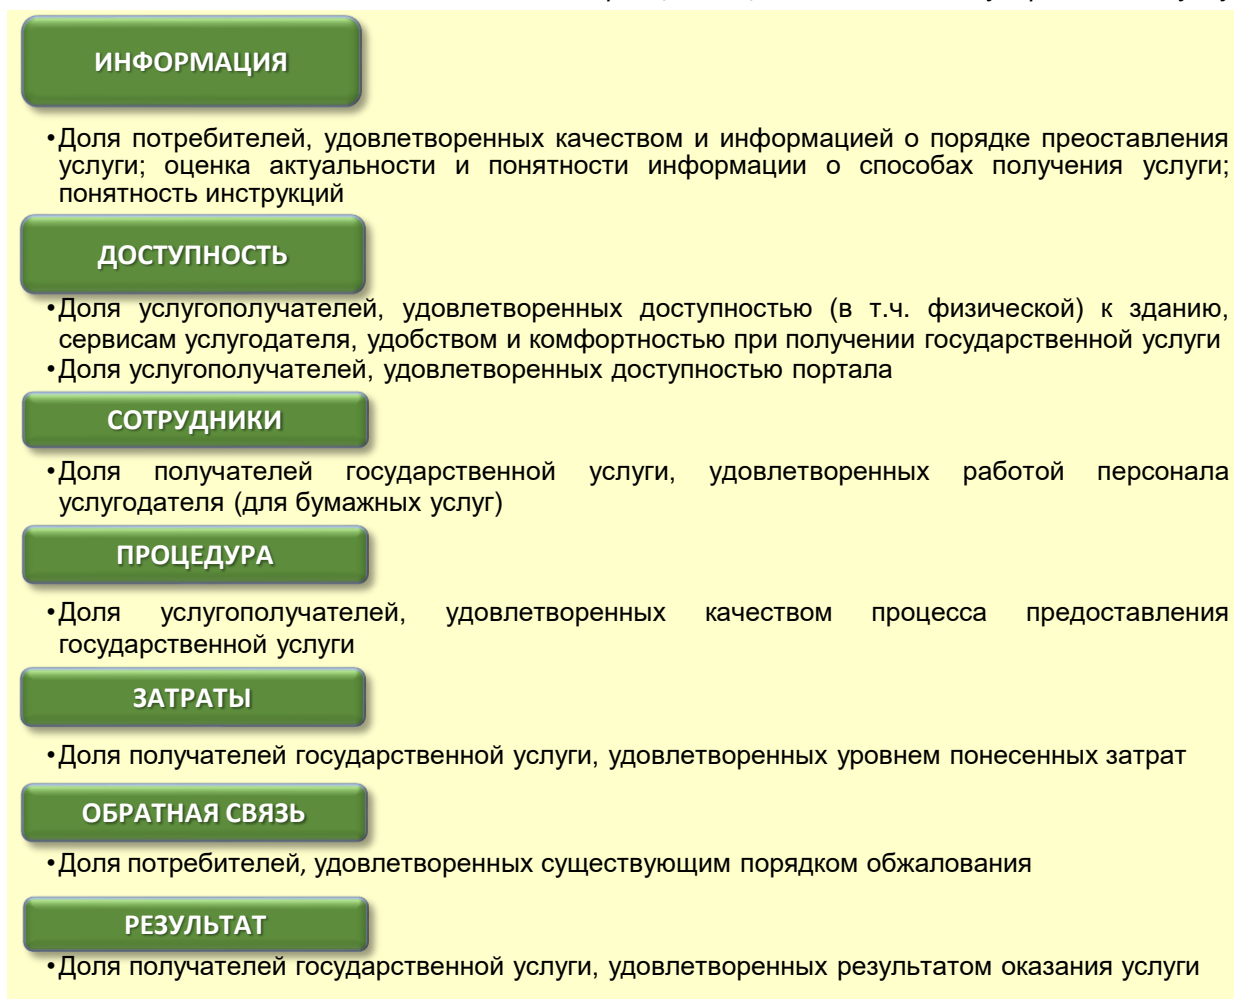 ИНФОРМАЦИЯ
•Доля потребителей, удовлетворенных качеством и информацией о порядке преоставления
услуги; оценка актуальности и понятности информации о способах получения услуги;
понятность инструкций
ДОСТУПНОСТЬ
•Доля услугополучателей, удовлетворенных доступностью (в т.ч. физической) к зданию,
сервисам услугодателя, удобством и комфортностью при получении государственной услуги
•Доля услугополучателей, удовлетворенных доступностью портала
СОТРУДНИКИ
•Доля получателей государственной услуги, удовлетворенных работой персонала
услугодателя (для бумажных услуг)
ПРОЦЕДУРА
•Доля услугополучателей, удовлетворенных качеством процесса предоставления
государственной услуги
ЗАТРАТЫ
•Доля получателей государственной услуги, удовлетворенных уровнем понесенных затрат
ОБРАТНАЯ СВЯЗЬ
•Доля потребителей, удовлетворенных существующим порядком обжалования
РЕЗУЛЬТАТ
•Доля получателей государственной услуги, удовлетворенных результатом оказания услуги